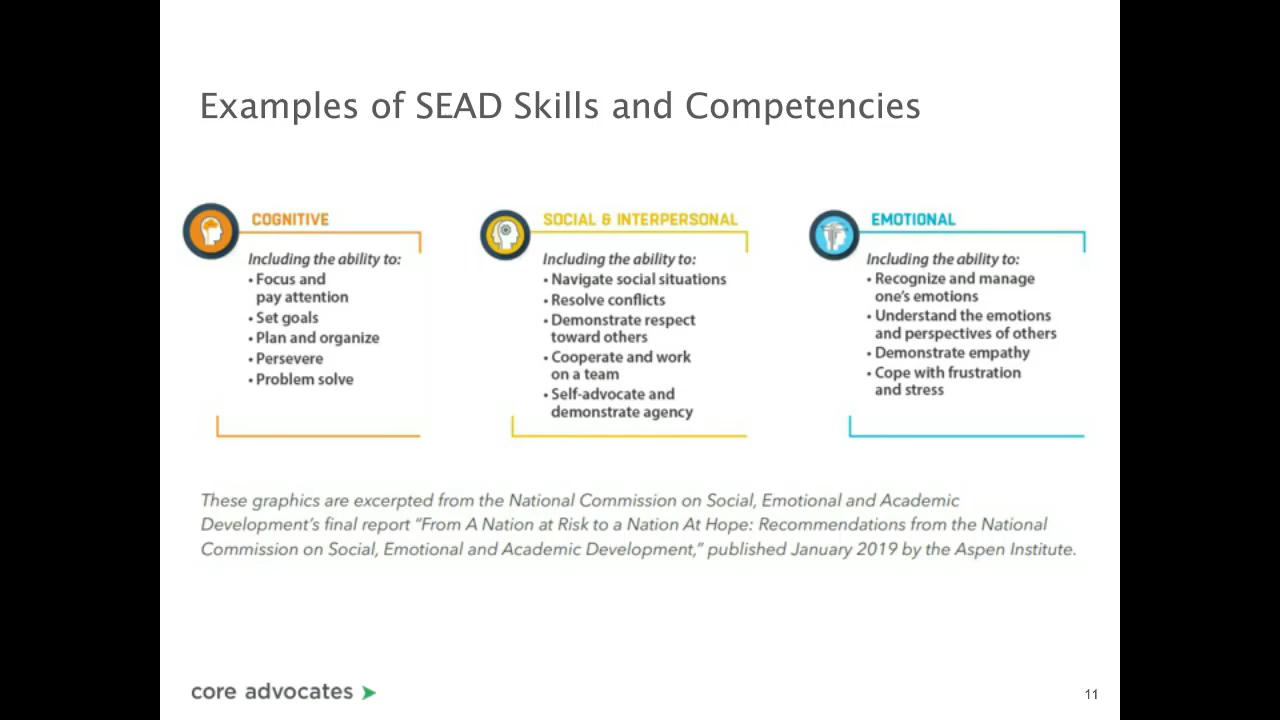 Examples of SEAD Skills and Competencies
COGNITIVE
Including the ability to:
• Focus and
pay attention
• Set goals
• Plan and organize
• Persevere
• Problem solve
SOCIAL & INTERPERSONAL
Including the ability to:
• Navigate social situations
• Resolve conflicts
• Demonstrate respect
toward others
• Cooperate and work
on a team
• Self-advocate and
demonstrate agency
EMOTIONAL
Including the ability to:
• Recognize and manage
one's emotions
• Understand the emotions
and perspectives of others
• Demonstrate empathy
• Cope with frustration
and stress
These graphics are excerpted from the National Commission on Social, Emotional and Academic
Development's final report "From A Nation at Risk to a Nation At Hope: Recommendations from the National
Commission on Social, Emotional and Academic Development," published January 2019 by the Aspen Institute.
core advocates
11